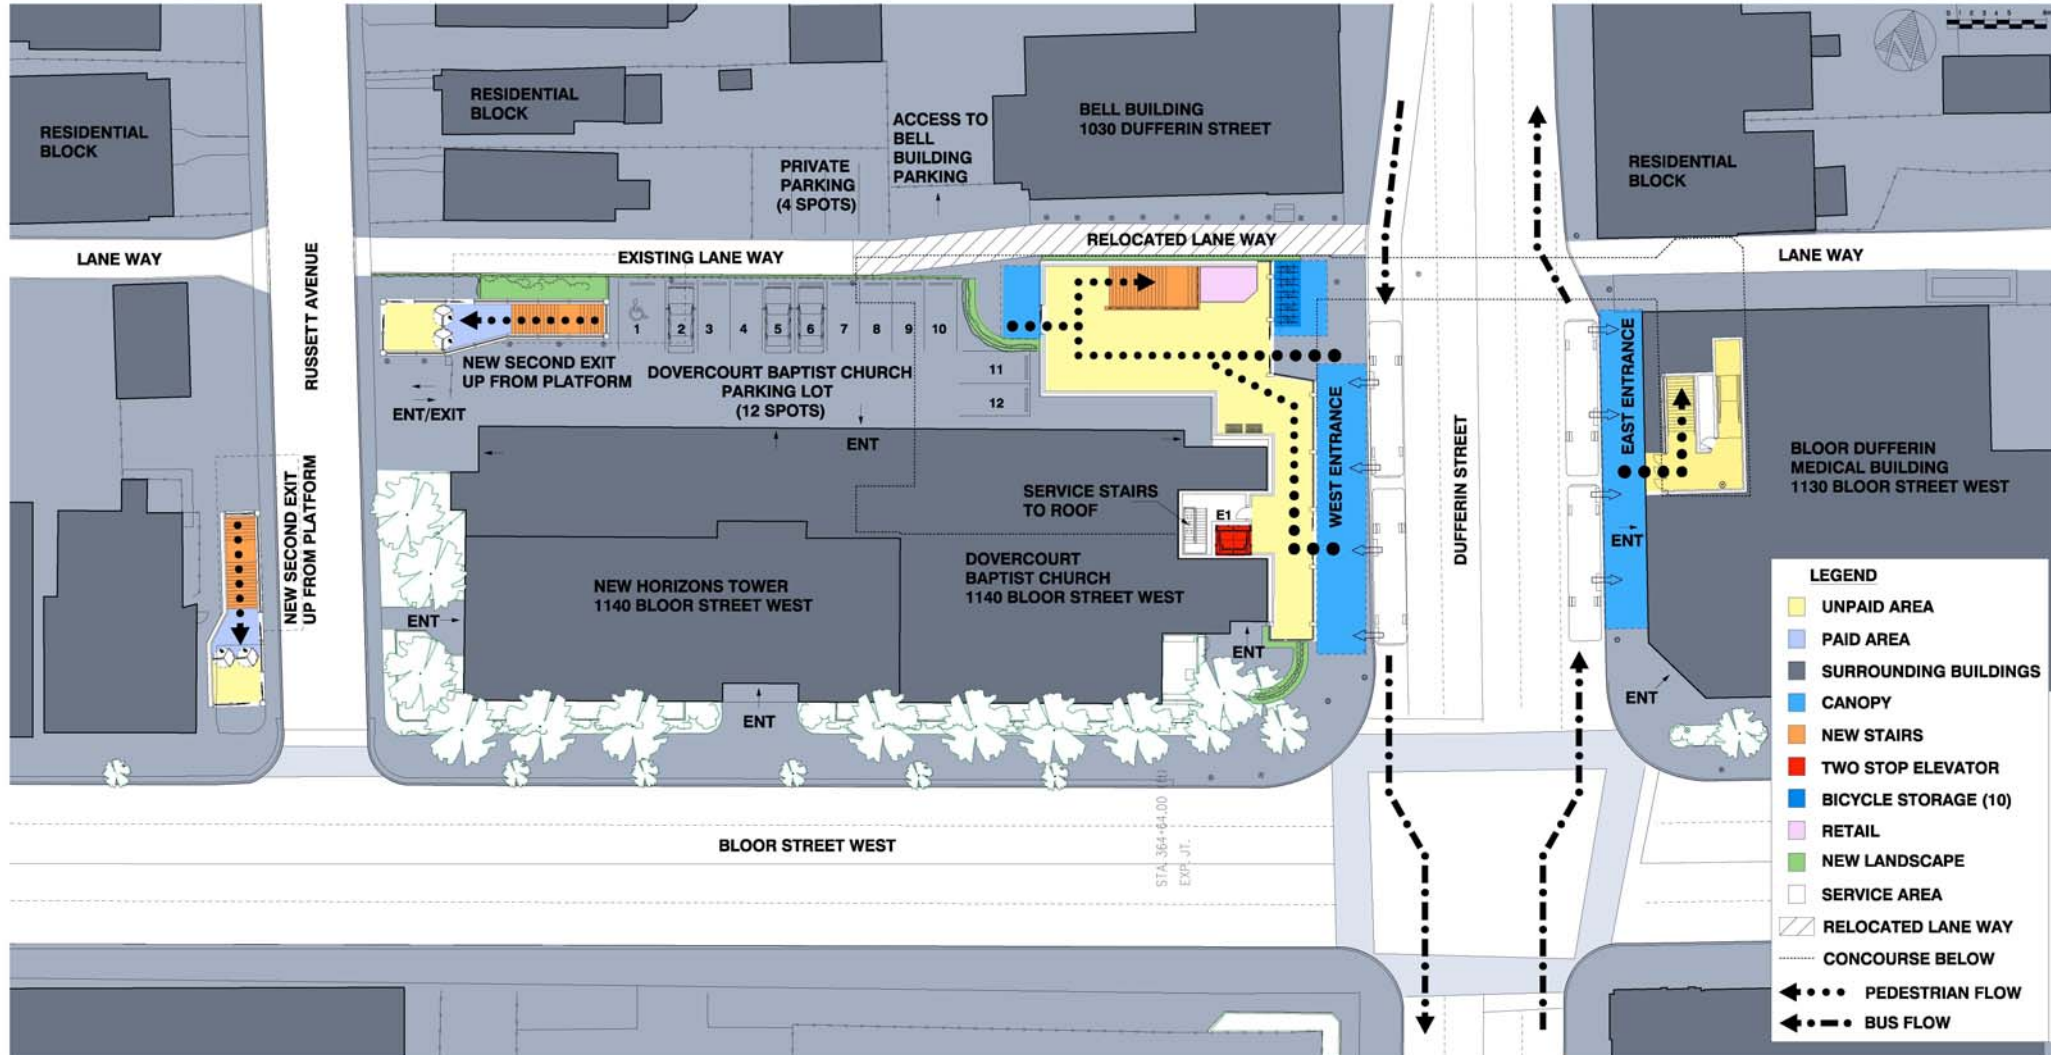 RESIDENTIAL
BLOCK
RESIDENTIAL
BLOCK
ACCESS TO
BELL
BUILDING
PARKING
BELL BUILDING
1030 DUFFERIN STREET
PRIVATE
PARKING
(4 SPOTS)
RESIDENTIAL
BLOCK
LANE WAY
RUSSETT AVENUE
EXISTING LANE WAY
RELOCATED LANE WAY
LANE WAY
1
2
3
4
5
6
7
8
9
10
11
12
NEW SECOND EXIT
UP FROM PLATFORM
DOVERCOURT BAPTIST CHURCH
PARKING LOT
(12 SPOTS)
ENT/EXIT
ENT
WEST ENTRANCE
DUFFERIN STREET
EAST ENTRANCE
ENT
BLOOR DUFFERIN
MEDICAL BUILDING
1130 BLOOR STREET WEST
NEW SECOND EXIT
UP FROM PLATFORM
SERVICE STAIRS
TO ROOF
E1
NEW HORIZONS TOWER
1140 BLOOR STREET WEST
DOVERCOURT
BAPTIST CHURCH
1140 BLOOR STREET WEST
ENT
ENT
ENT
ENT
STA. 364+64.00
EXP. JT.
BLOOR STREET WEST
LEGEND
UNPAID AREA
PAID AREA
SURROUNDING BUILDINGS
CANOPY
NEW STAIRS
TWO STOP ELEVATOR
BICYCLE STORAGE (10)
RETAIL
NEW LANDSCAPE
SERVICE AREA
RELOCATED LANE WAY
CONCOURSE BELOW
PEDESTRIAN FLOW
BUS FLOW